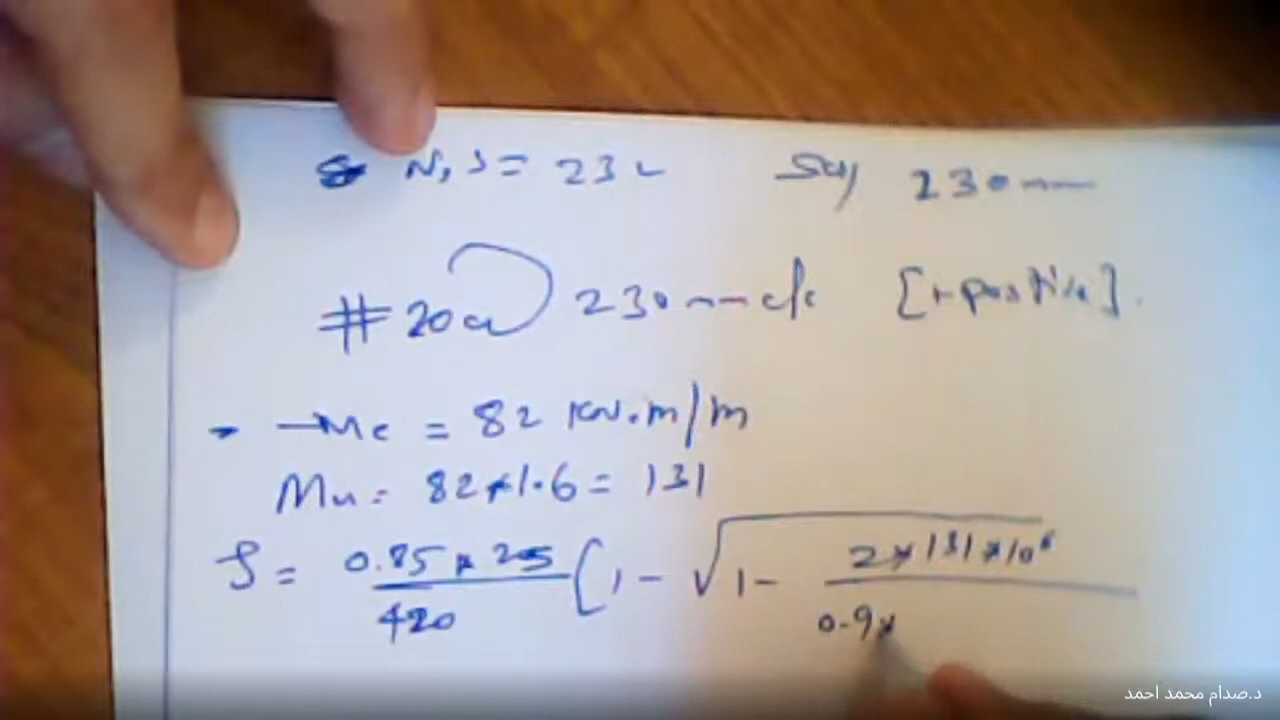 N, S = 232 Say 230 mm
#20 @ 230 mm c/c [+ positive].
- -Mc = 82 kN.m/m
Mu = 82*1.6 = 131
ρ = 0.85 * 25 / 420 [1 - √1 - 2*131*10⁶ / 0.9*
د.صدام محمد احمد